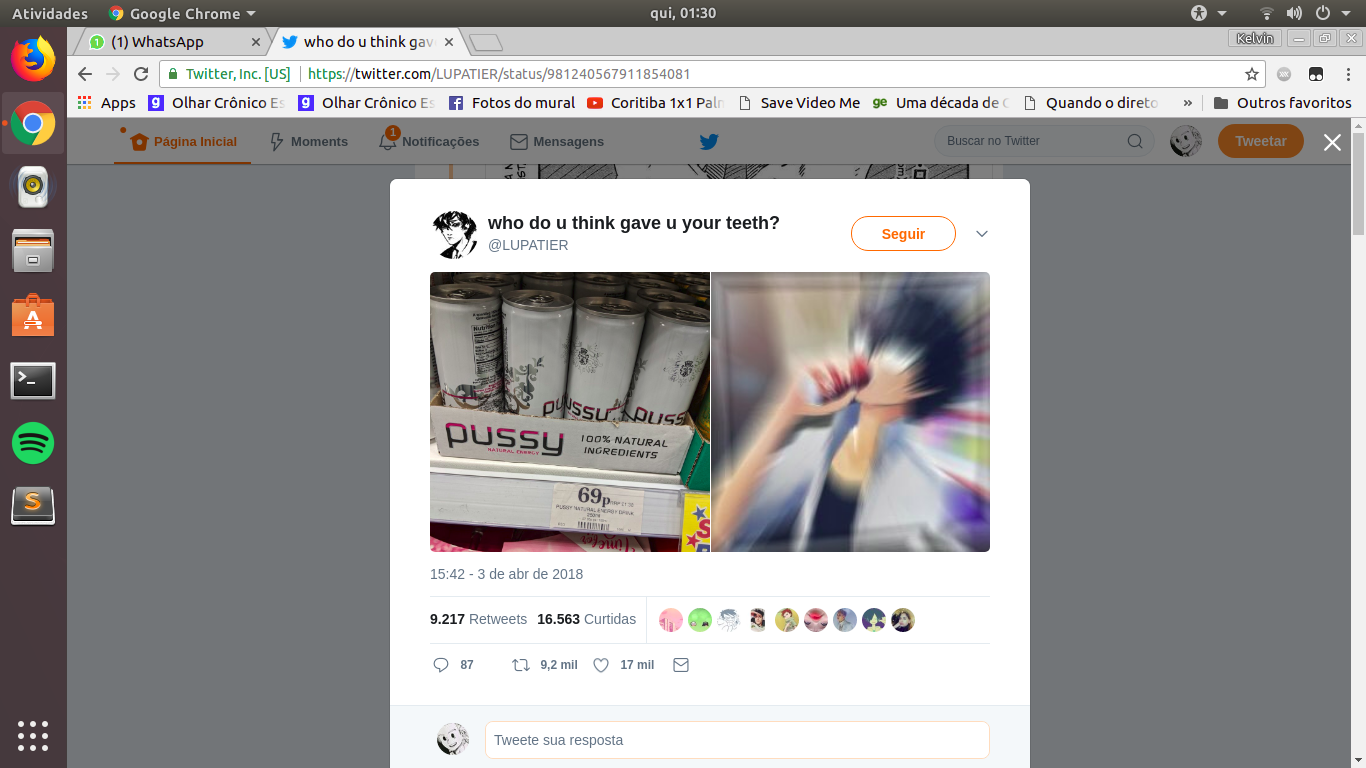 Atividades Google Chrome qui, 01:30
(1) WhatsApp who do u think gav Kelvin
Twitter, Inc. [US] https://twitter.com/LUPATIER/status/981240567911854081
Apps Olhar Crônico Es Olhar Crônico Es Fotos do mural Coritiba 1x1 Paln Save Video Me Una década de Quando o direto » Outros favoritos
Página Inicial Moments 1 Notificações Mensagens Buscar no Twitter Tweetar
who do u think gave u your teeth?
@LUPATIER
Seguir
Nutrition
pussy
puss
pussy 100% NATURAL
NATURAL ENERGY INGREDIENTS
69p
PUSSY NATURAL ENERGY DRINK
15:42 - 3 de abr de 2018
9.217 Retweets 16.563 Curtidas
87 9,2 mil 17 mil
Tweete sua resposta